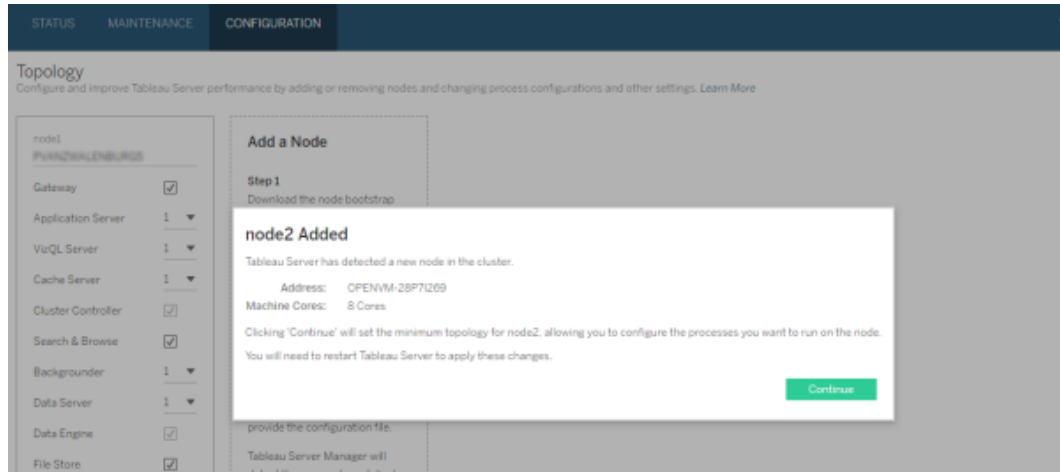 STATUS MAINTENANCE CONFIGURATION
Topology
Configure and improve Tableau Server performance by adding or removing nodes and changing process configurations and other settings. Learn More
node1
Gateway
Application Server 1
VizQL Server 1
Cache Server 1
Cluster Controller
Search & Browse
Backgrounder 1
Data Server 1
Data Engine
File Store
Add a Node
Step 1
Download the node bootstrap
node2 Added
Tableau Server has detected a new node in the cluster.
Address: OPENVM-28P7I269
Machine Cores: 8 Cores
Clicking 'Continue' will set the minimum topology for node2, allowing you to configure the processes you want to run on the node.
You will need to restart Tableau Server to apply these changes.
Continue
provide the configuration file.
Tableau Server Manager will